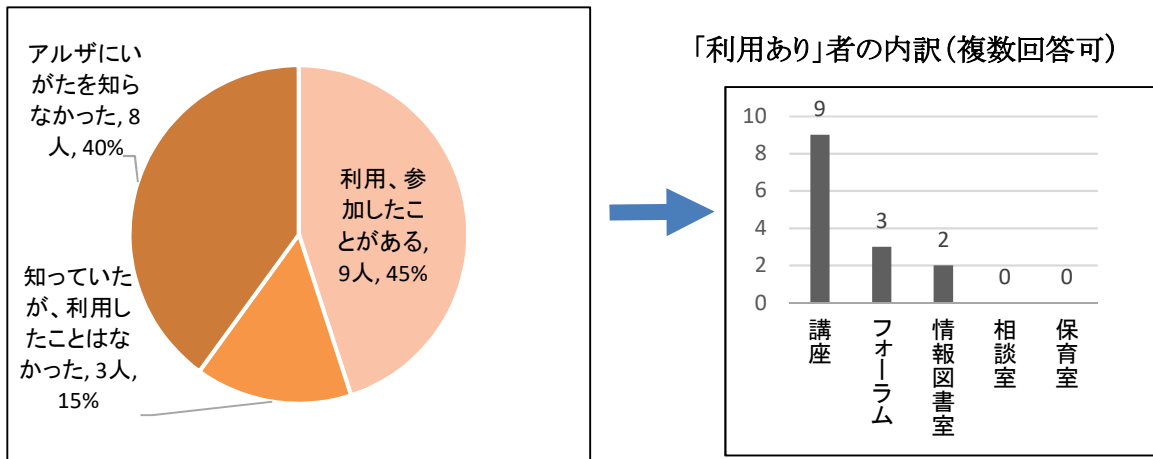 アルザにい
がたを知ら
なかった, 8
人, 40%
利用、参
加したこ
とがある,
9人, 45%
知っていた
が、利用し
たことはな
かった, 3人,
15%
「利用あり」者の内訳(複数回答可)
10
8
6
4
2
0
9
3
2
0
0
講座
フォーラム
情報図書室
相談室
保育室